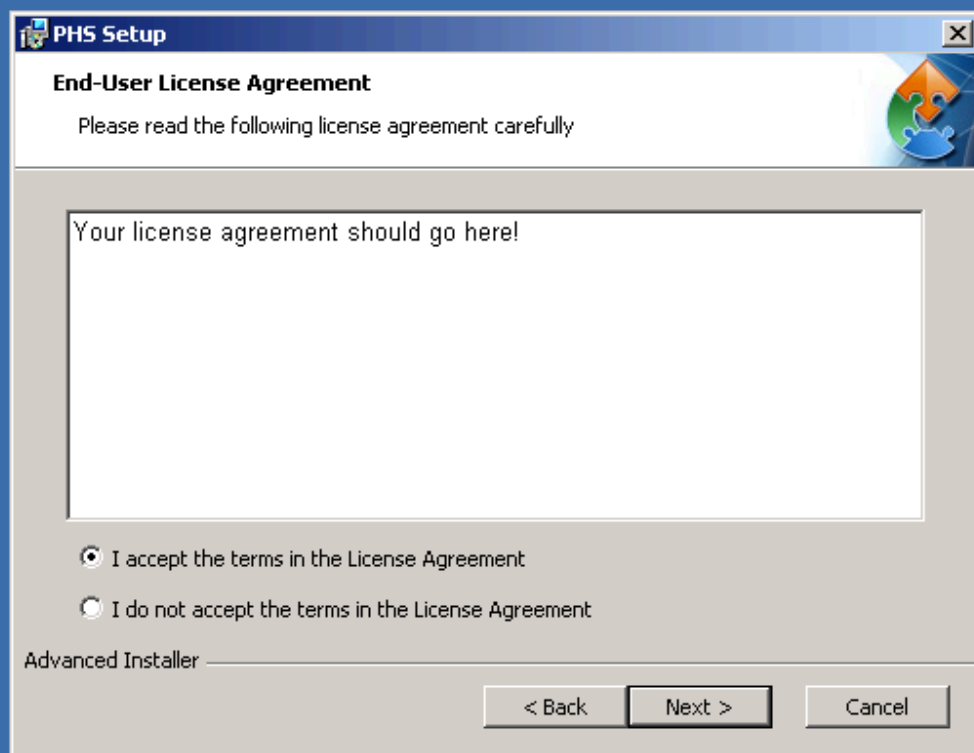 PHS Setup
End-User License Agreement
Please read the following license agreement carefully
Your license agreement should go here!
I accept the terms in the License Agreement
I do not accept the terms in the License Agreement
Advanced Installer
< Back Next > Cancel